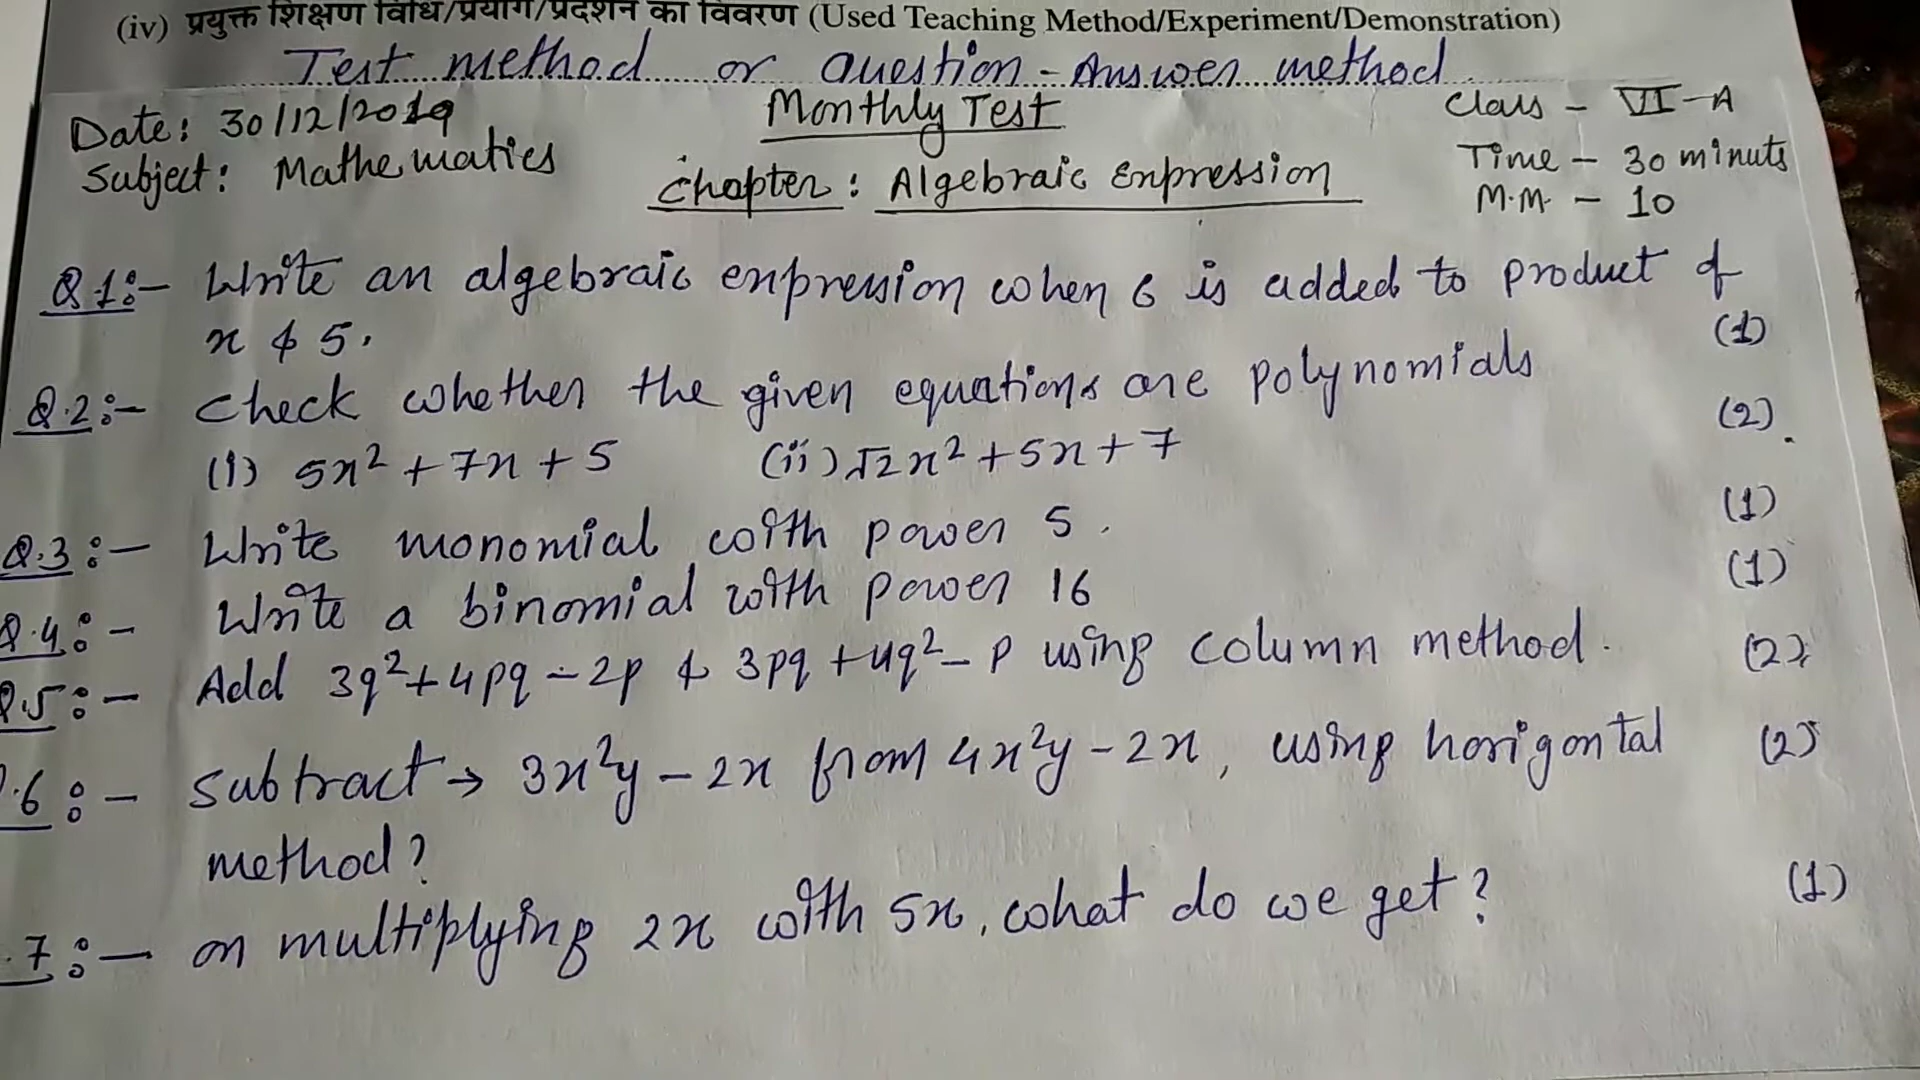 (iv) प्रयुक्त शिक्षण विधि/प्रयोग/प्रदर्शन का विवरण (Used Teaching Method/Experiment/Demonstration)
Test method or Question-Answer method
Date: 30/12/2019 Monthly Test Class - VI-A
Subject: Mathematics Chapter: Algebraic Expression Time - 30 minuts
M.M. - 10
Q1:- Write an algebraic expression when 6 is added to product of
x & 5. (1)
Q.2:- Check whether the given equations are polynomials (2)
(i) 5x²+7x+5 (ii) √2x²+5x+7
Q.3:- Write monomial with power 5. (1)
Q.4:- Write a binomial with power 16 (1)
Q.5:- Add 3q²+4pq-2p & 3pq+4q²-p using column method. (2)
.6:- Subtract→ 3x²y-2x from 4x²y-2x, using horizontal (2)
method?
.7:- on multiplying 2x with 5x, what do we get? (1)